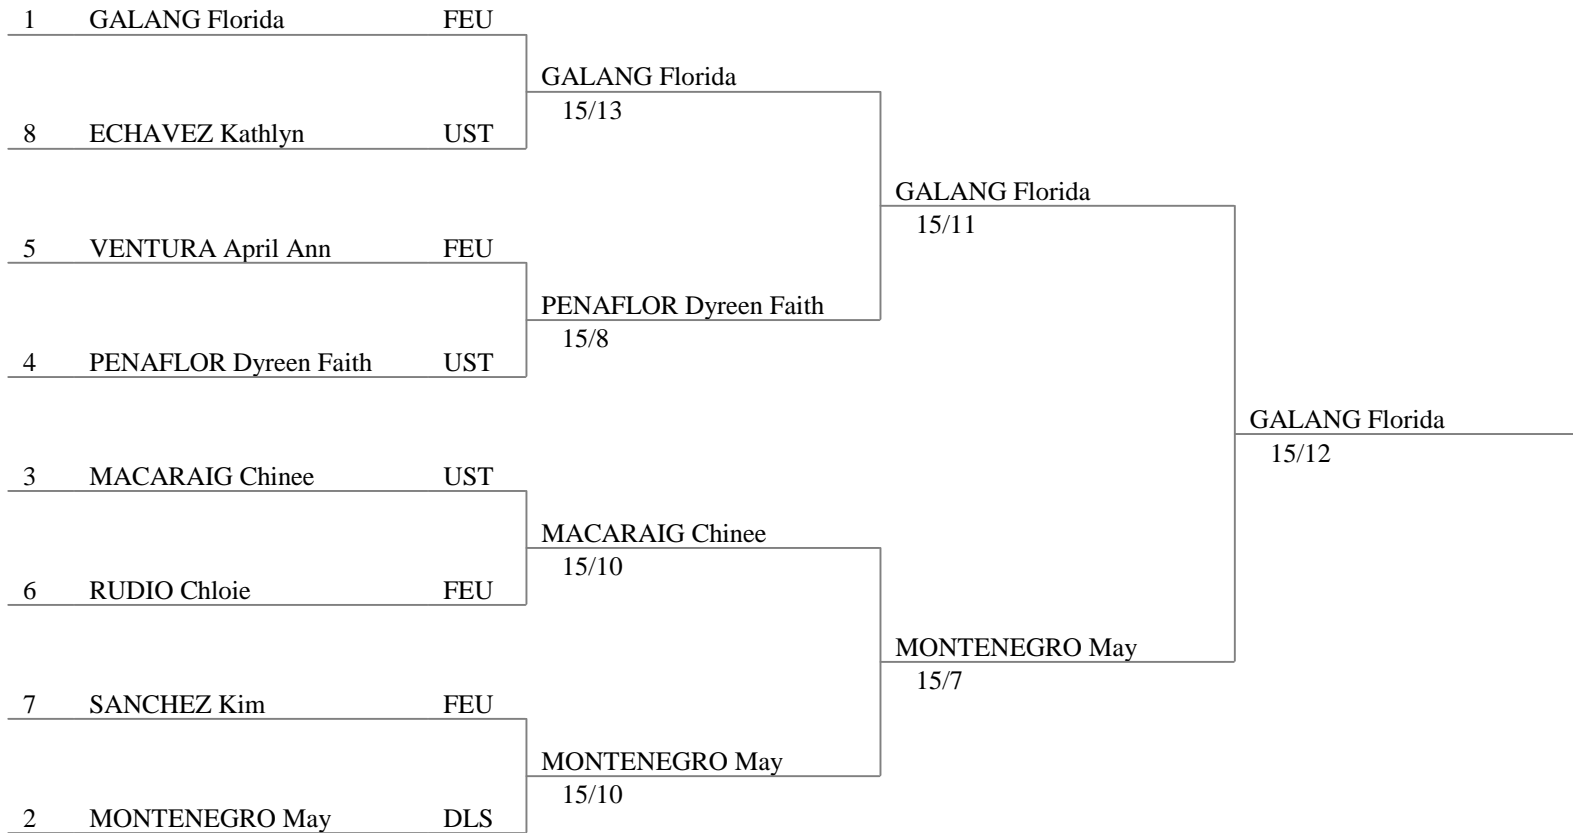 1 GALANG Florida FEU
GALANG Florida
15/13
8 ECHAVEZ Kathlyn UST
GALANG Florida
15/11
5 VENTURA April Ann FEU
PENAFLOR Dyreen Faith
15/8
4 PENAFLOR Dyreen Faith UST
GALANG Florida
15/12
3 MACARAIG Chinee UST
MACARAIG Chinee
15/10
6 RUDIO Chloie FEU
MONTENEGRO May
15/7
7 SANCHEZ Kim FEU
MONTENEGRO May
15/10
2 MONTENEGRO May DLS